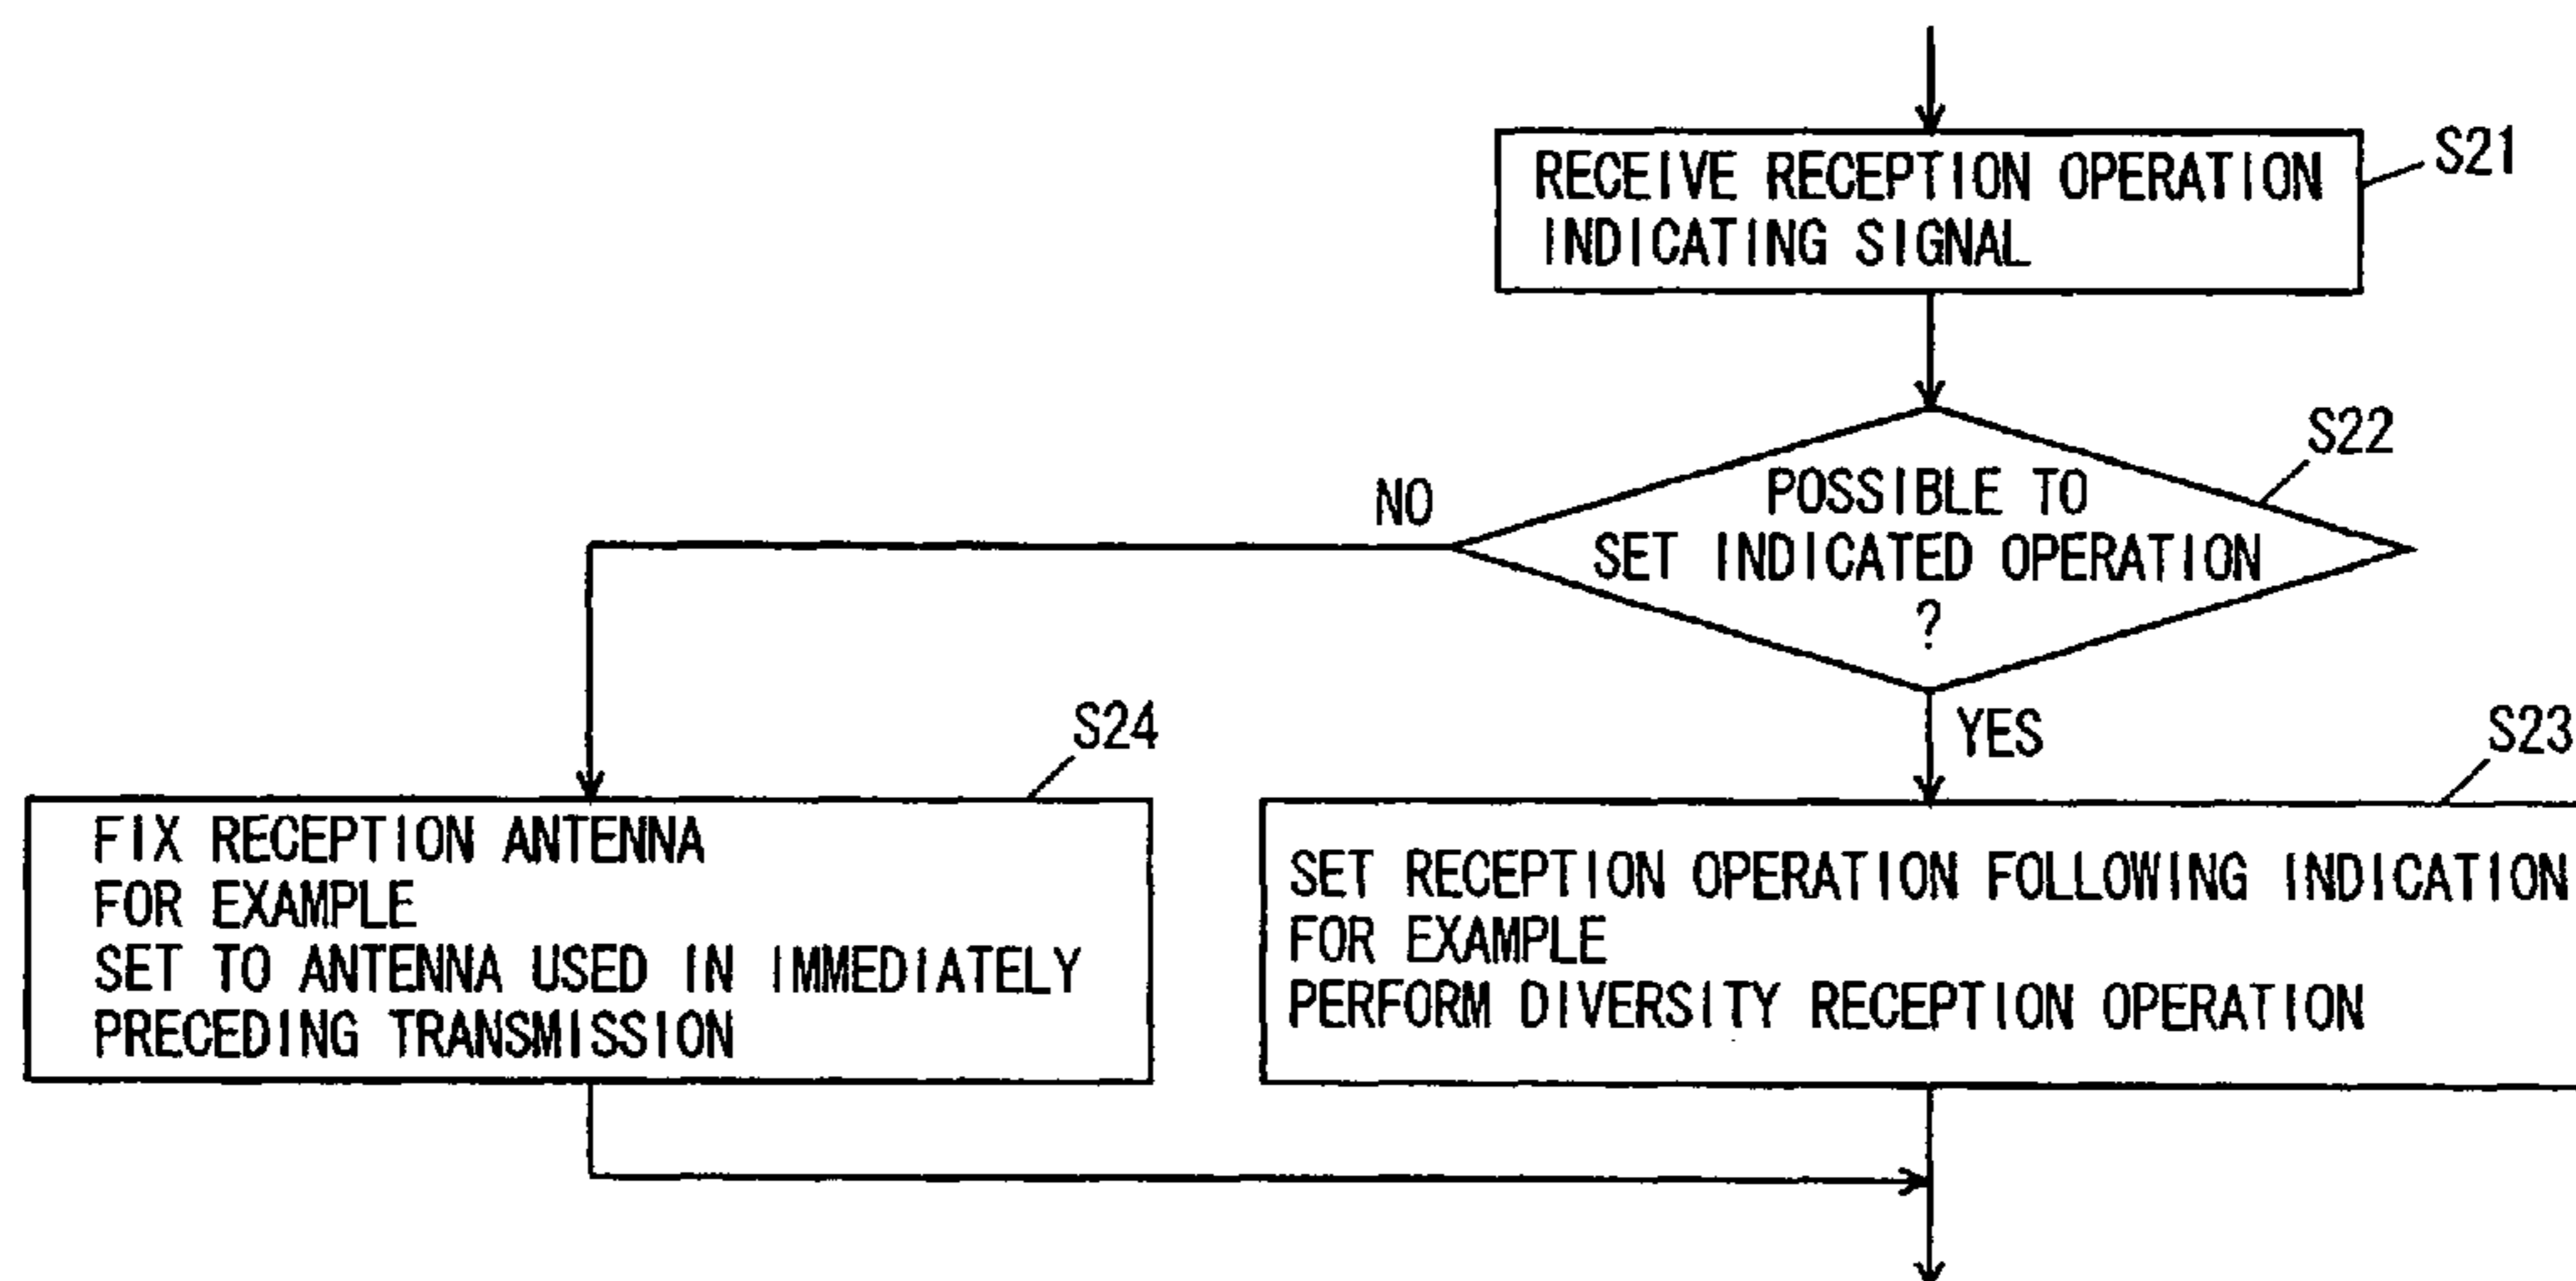 RECEIVE RECEPTION OPERATION
INDICATING SIGNAL
S21
POSSIBLE TO
SET INDICATED OPERATION
?
S22
NO
YES
S24
FIX RECEPTION ANTENNA
FOR EXAMPLE
SET TO ANTENNA USED IN IMMEDIATELY
PRECEDING TRANSMISSION
S23
SET RECEPTION OPERATION FOLLOWING INDICATION
FOR EXAMPLE
PERFORM DIVERSITY RECEPTION OPERATION